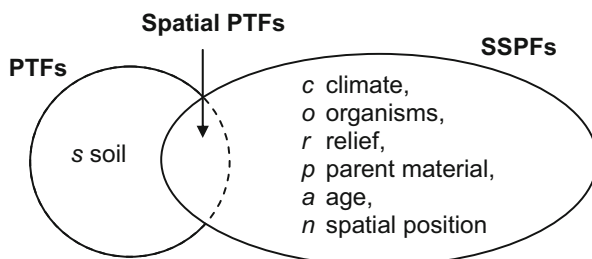 Spatial PTFs
PTFs
SSPFs
s soil
c climate,
o organisms,
r relief,
p parent material,
a age,
n spatial position